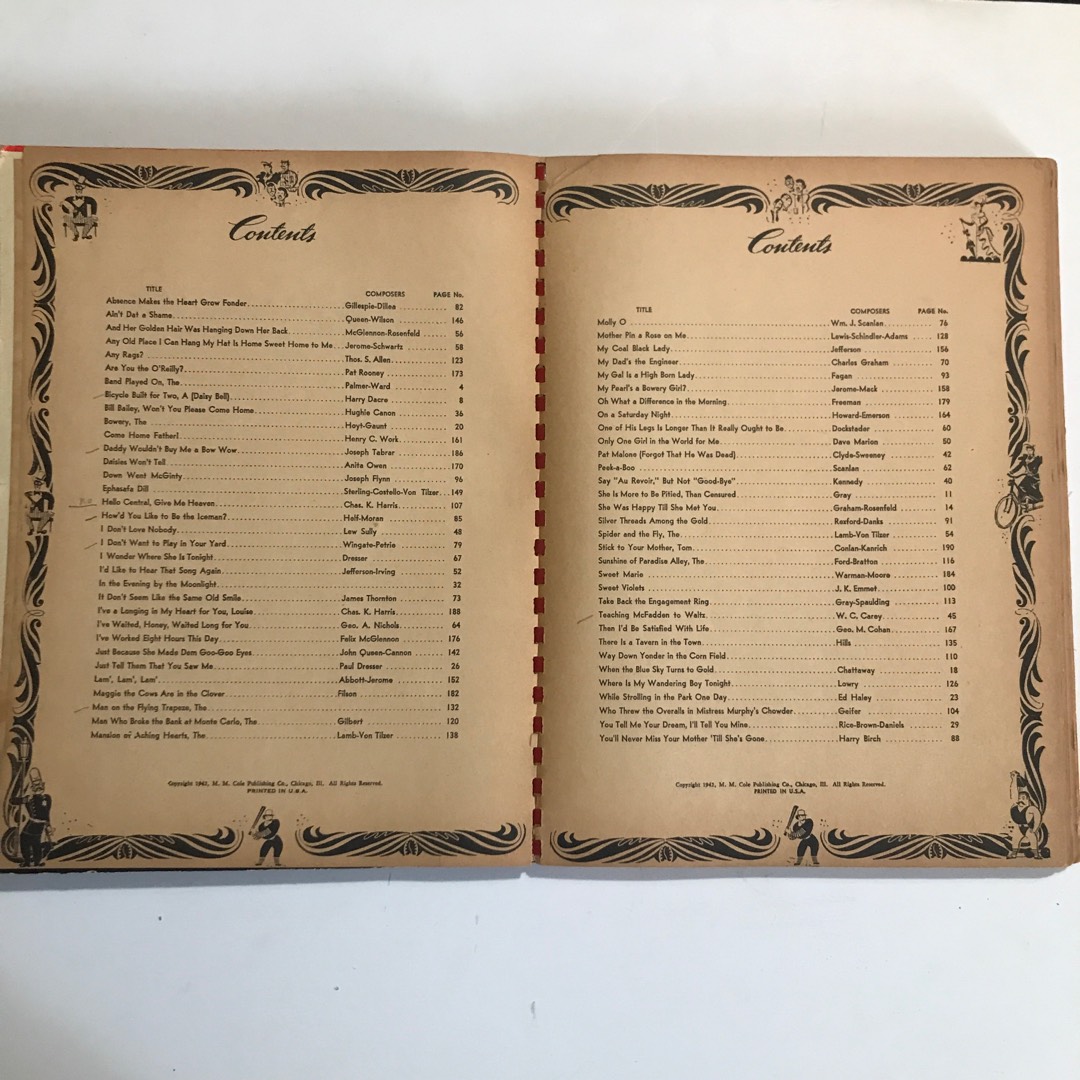 Contents
TITLE COMPOSERS PAGE No.
Absence Makes the Heart Grow Fonder Gillespie-Dillea 82
Ain't Dat a Shame Queen-Wilson 146
And Her Golden Hair Was Hanging Down Her Back McGlennon-Rosenfeld 56
Any Old Place I Can Hang My Hat Is Home Sweet Home to Me Jerome-Schwartz 58
Any Rags? Thos. S. Allen 123
Are You the O'Reilly? Pat Rooney 173
Band Played On, The Palmer-Ward 4
Bicycle Built for Two, A (Daisy Bell) Harry Dacre 8
Bill Bailey, Won't You Please Come Home Hughie Canon 36
Bowery, The Hoyt-Gaunt 20
Come Home Father! Henry C. Work 161
Daddy Wouldn't Buy Me a Bow Wow Joseph Tabrar 186
Daisies Won't Tell Anita Owen 170
Down Went McGinty Joseph Flynn 96
Ephasafa Dill Sterling-Costello-Von Tilzer 149
Hello Central, Give Me Heaven Chas. K. Harris 107
How'd You Like to Be the Iceman? Helf-Moran 85
I Don't Love Nobody Lew Sully 48
I Don't Want to Play in Your Yard Wingate-Petrie 79
I Wonder Where She Is Tonight Dresser 67
I'd Like to Hear That Song Again Jefferson-Irving 52
In the Evening by the Moonlight 32
It Don't Seem Like the Same Old Smile James Thornton 73
I've a Longing in My Heart for You, Louise Chas. K. Harris 188
I've Waited, Honey, Waited Long for You Geo. A. Nichols 64
I've Worked Eight Hours This Day Felix McGlennon 176
Just Because She Made Dem Goo-Goo Eyes John Queen-Cannon 142
Just Tell Them That You Saw Me Paul Dresser 26
Lam', Lam', Lam' Abbott-Jerome 152
Maggie the Cows Are in the Clover Filson 182
Man on the Flying Trapeze, The 132
Man Who Broke the Bank at Monte Carlo, The Gilbert 120
Mansion of Aching Hearts, The Lamb-Von Tilzer 138
Copyright 1942, M. M. Cole Publishing Co., Chicago, Ill. All Rights Reserved.
PRINTED IN U.S.A.
Contents
TITLE COMPOSERS PAGE No.
Molly O Wm. J. Scanlan 76
Mother Pin a Rose on Me Lewis-Schindler-Adams 128
My Coal Black Lady Jefferson 156
My Dad's the Engineer Charles Graham 70
My Gal Is a High Born Lady Fagan 93
My Pearl's a Bowery Girl? Jerome-Mack 158
Oh What a Difference in the Morning Freeman 179
On a Saturday Night Howard-Emerson 164
One of His Legs Is Longer Than It Really Ought to Be Dockstader 60
Only One Girl in the World for Me Dave Marion 50
Pat Malone (Forgot That He Was Dead) Clyde-Sweeney 42
Peek-a-Boo Scanlan 62
Say "Au Revoir," But Not "Good-Bye" Kennedy 40
She Is More to Be Pitied, Than Censured Gray 11
She Was Happy Till She Met You Graham-Rosenfeld 14
Silver Threads Among the Gold Rexford-Danks 91
Spider and the Fly, The Lamb-Von Tilzer 54
Stick to Your Mother, Tom Conlan-Kanrich 190
Sunshine of Paradise Alley, The Ford-Bratton 116
Sweet Marie Warman-Moore 184
Sweet Violets J. K. Emmet 100
Take Back the Engagement Ring Gray-Spaulding 113
Teaching McFadden to Waltz W. C. Carey 45
Then I'd Be Satisfied With Life Geo. M. Cohan 167
There Is a Tavern in the Town Hills 135
Way Down Yonder in the Corn Field 110
When the Blue Sky Turns to Gold Chattaway 18
Where Is My Wandering Boy Tonight Lowry 126
While Strolling in the Park One Day Ed Haley 23
Who Threw the Overalls in Mistress Murphy's Chowder Geifer 104
You Tell Me Your Dream, I'll Tell You Mine Rice-Brown-Daniels 29
You'll Never Miss Your Mother 'Till She's Gone Harry Birch 88
Copyright 1942, M. M. Cole Publishing Co., Chicago, Ill. All Rights Reserved.
PRINTED IN U.S.A.